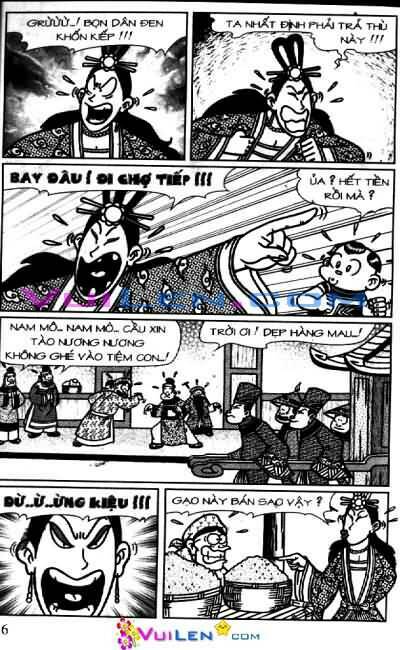 GRỪỪỪ..! BỌN DÂN ĐEN
KHỐN KIẾP !!!
TA NHẤT ĐỊNH PHẢI TRẢ THÙ
NÀY !!!
BAY ĐÂU ! ĐI CHỢ TIẾP !!!
ỦA ? HẾT TIỀN
RỒI MÀ ?
VUILEN.COM
NAM MÔ.. NAM MÔ.. CẦU XIN
TÀO NƯƠNG NƯƠNG
KHÔNG GHÉ VÀO TIỆM CON..!
TRỜI ƠI ! DẸP HÀNG MAU...!
DỪ..Ừ..ỪNG KIỆU !!!
GẠO NÀY BÁN SAO VẬY ?
6
VUILEN.COM